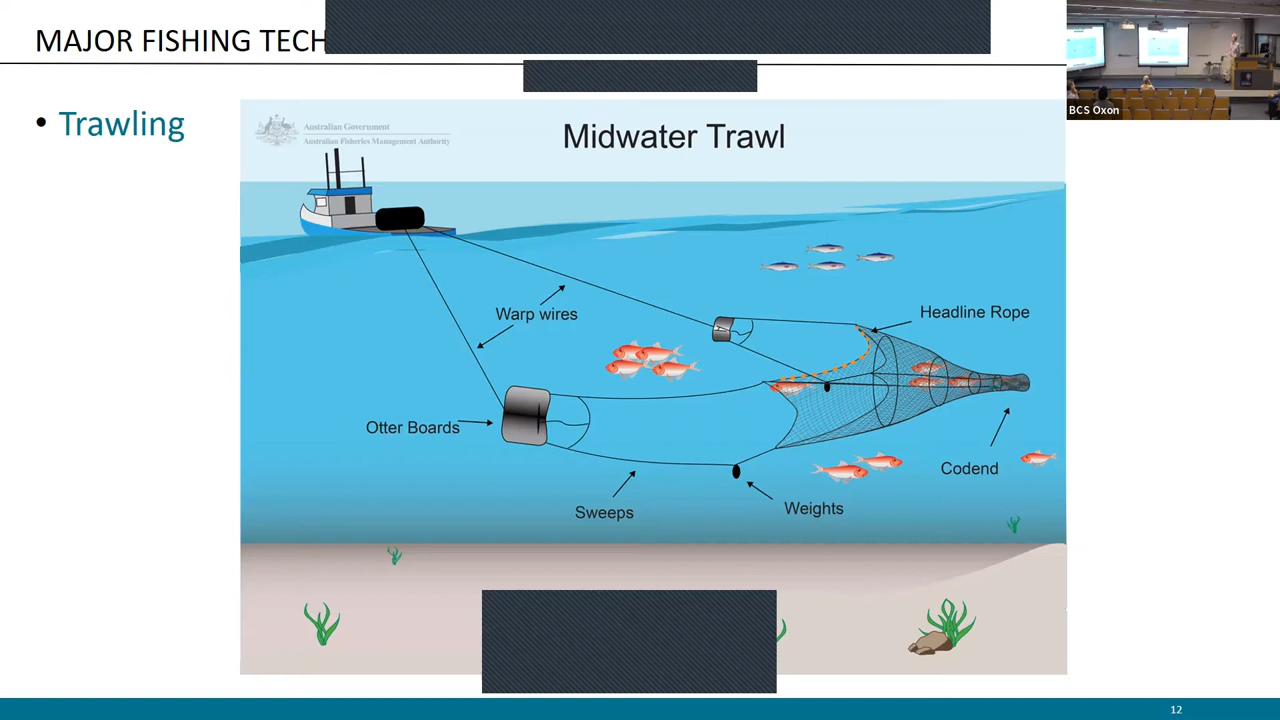 MAJOR FISHING TECH
BCS Oxon
• Trawling
Australian Government
Australian Fisheries Management Authority
Midwater Trawl
Warp wires
Headline Rope
Otter Boards
Codend
Sweeps
Weights
12